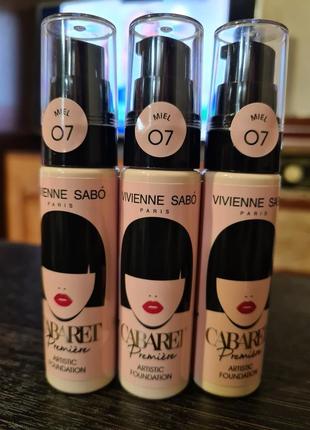 MIEL
07
VIVIENNE SABÓ
PARIS
CABARET
Première
ARTISTIC
FOUNDATION
MIEL
07
VIVIENNE SABÓ
PARIS
CABARET
Première
ARTISTIC
FOUNDATION
MIEL
07
VIVIENNE SABÓ
PARIS
CABARET
Première
ARTISTIC
FOUNDATION